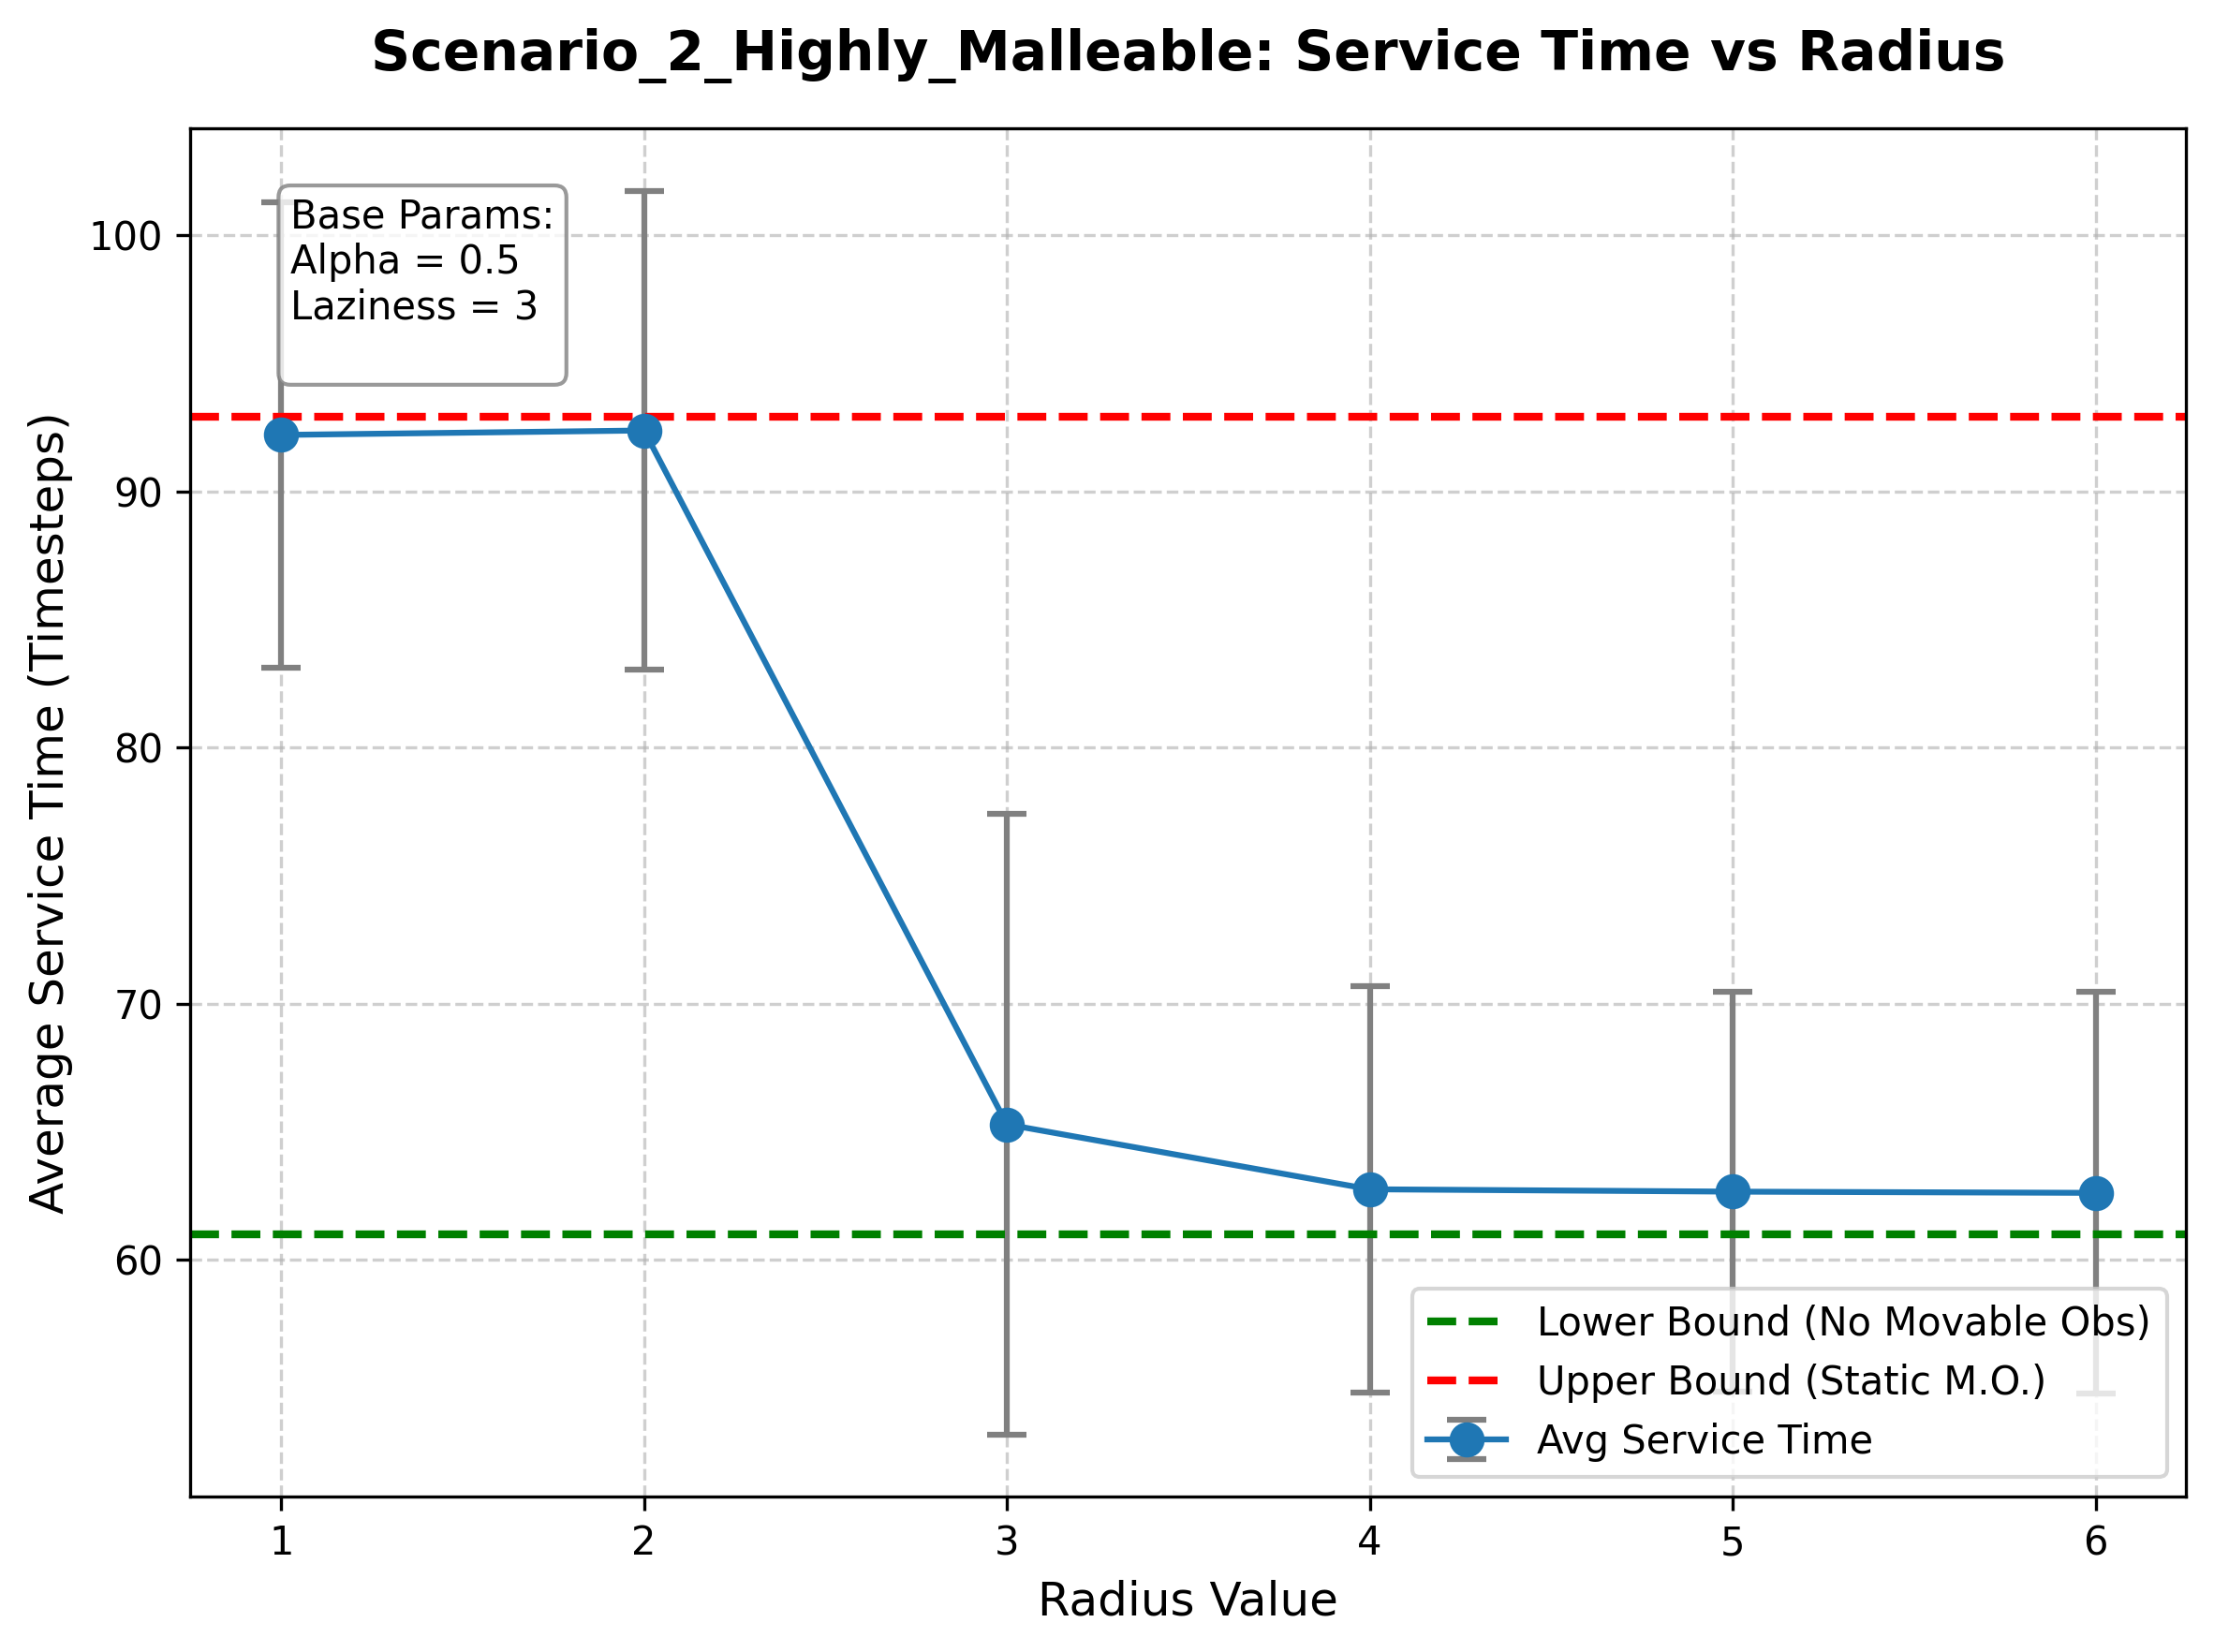 Scenario_2_Highly_Malleable: Service Time vs Radius
Base Params:
Alpha = 0.5
Laziness = 3
Average Service Time (Timesteps)
100
90
80
70
60
Lower Bound (No Movable Obs)
Upper Bound (Static M.O.)
Avg Service Time
1 2 3 4 5 6
Radius Value